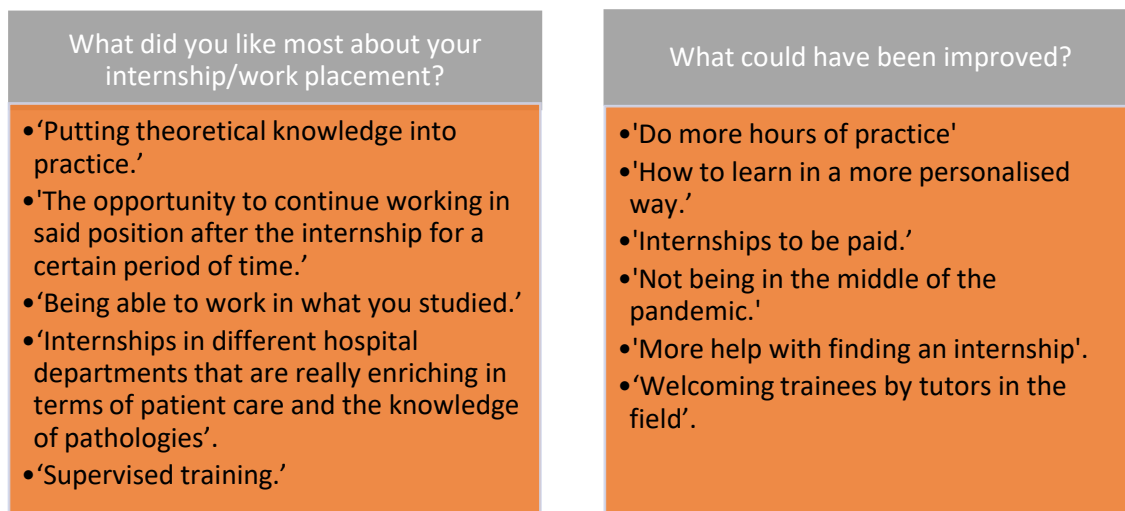 What did you like most about your
internship/work placement?
•‘Putting theoretical knowledge into
practice.’
•'The opportunity to continue working in
said position after the internship for a
certain period of time.’
•‘Being able to work in what you studied.’
•‘Internships in different hospital
departments that are really enriching in
terms of patient care and the knowledge
of pathologies’.
•‘Supervised training.’
What could have been improved?
•'Do more hours of practice'
•'How to learn in a more personalised
way.’
•'Internships to be paid.’
•'Not being in the middle of the
pandemic.'
•'More help with finding an internship'.
•‘Welcoming trainees by tutors in the
field’.